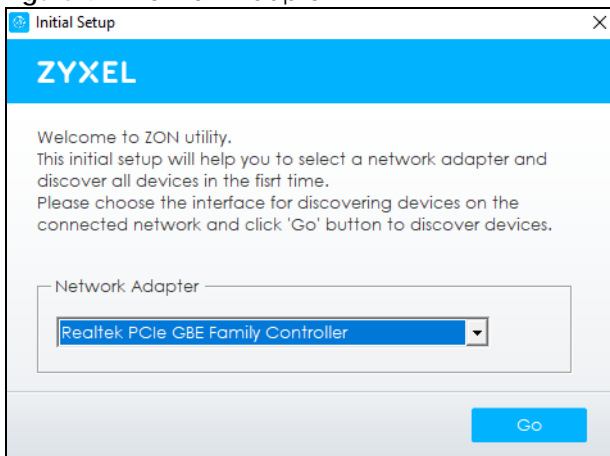 Initial Setup
ZYXEL
Welcome to ZON utility.
This initial setup will help you to select a network adapter and
discover all devices in the fisrt time.
Please choose the interface for discovering devices on the
connected network and click 'Go' button to discover devices.
Network Adapter
Realtek PCIe GBE Family Controller
Go